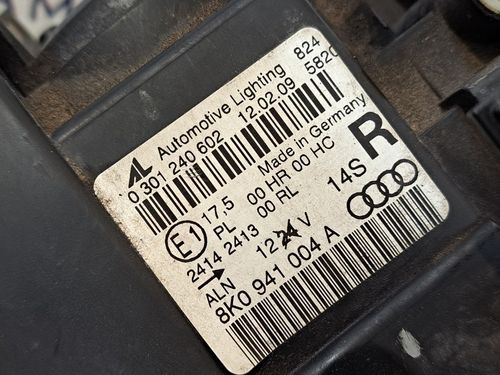 AL Automotive Lighting 824
0 301 240 602 12.02.09 5820
Made in Germany R
E1 17,5 00 HR 00 HC
PL 00 RL 14S
2414 2413
ALN 12 V
8K0 941 004 A